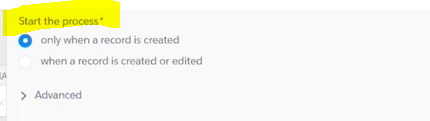 Start the process*
only when a record is created
when a record is created or edited
Advanced